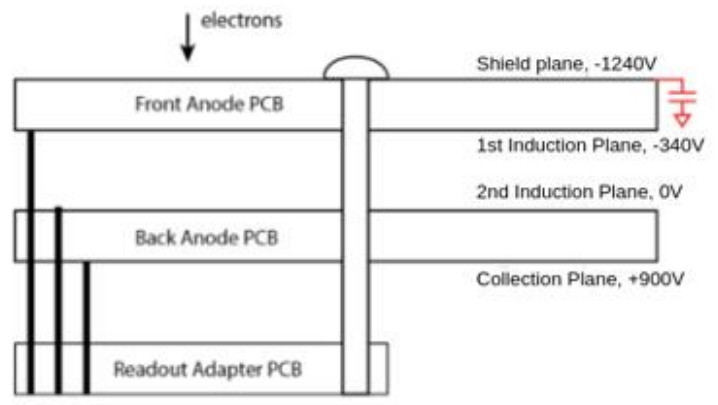 electrons
Shield plane, -1240V
Front Anode PCB
1st Induction Plane, -340V
2nd Induction Plane, 0V
Back Anode PCB
Collection Plane, +900V
Readout Adapter PCB